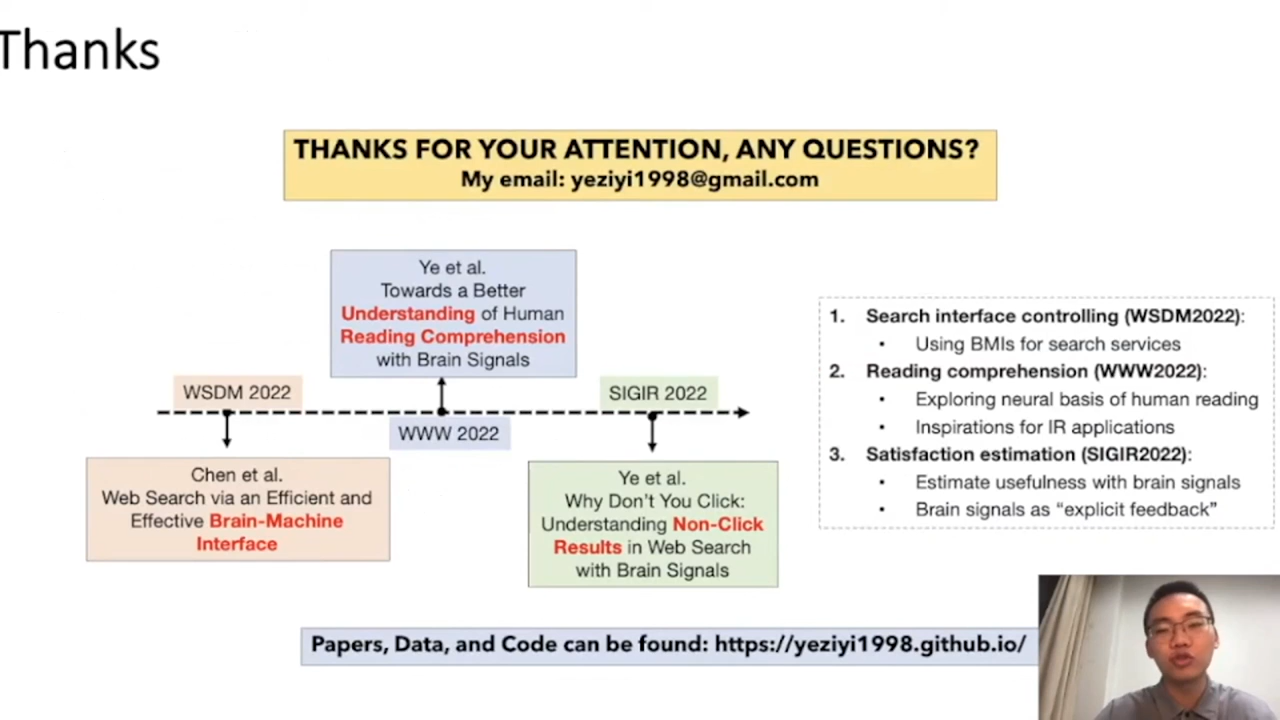 Thanks
THANKS FOR YOUR ATTENTION, ANY QUESTIONS?
My email: yeziyi1998@gmail.com
Ye et al.
Towards a Better
Understanding of Human
Reading Comprehension
with Brain Signals
WSDM 2022
SIGIR 2022
WWW 2022
Chen et al.
Web Search via an Efficient and
Effective Brain-Machine
Interface
Ye et al.
Why Don't You Click:
Understanding Non-Click
Results in Web Search
with Brain Signals
1. Search interface controlling (WSDM2022):
• Using BMIs for search services
2. Reading comprehension (WWW2022):
• Exploring neural basis of human reading
• Inspirations for IR applications
3. Satisfaction estimation (SIGIR2022):
• Estimate usefulness with brain signals
• Brain signals as “explicit feedback”
Papers, Data, and Code can be found: https://yeziyi1998.github.io/